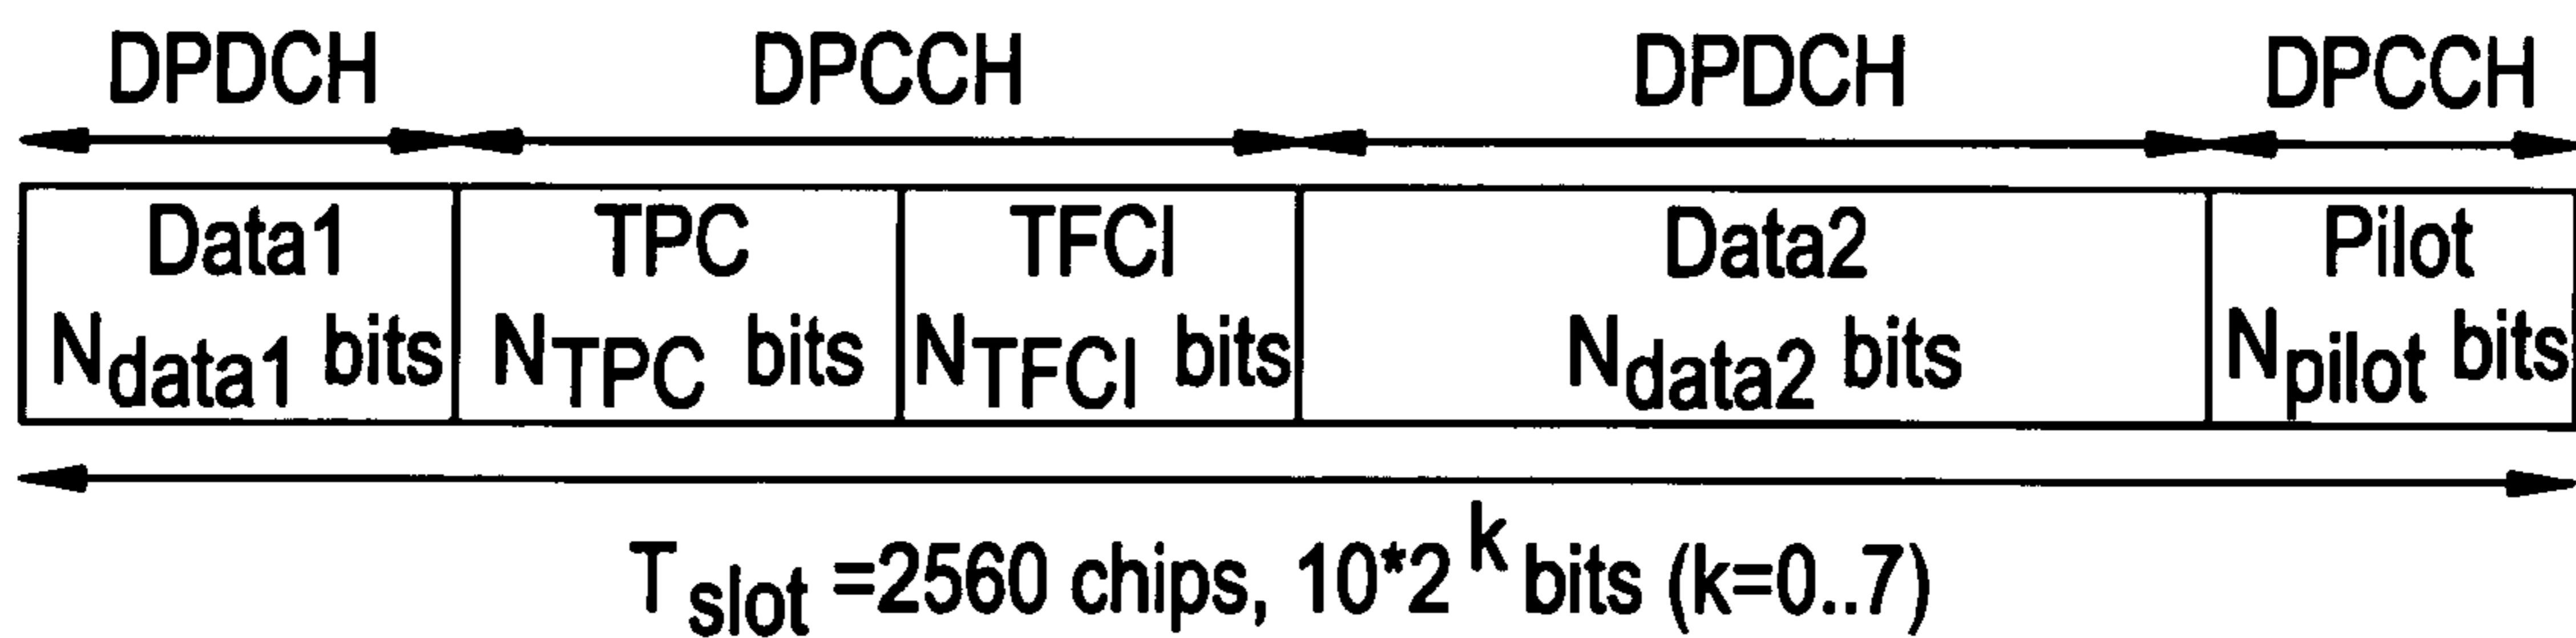 DPDCH DPCCH DPDCH DPCCH
Data1 TPC TFCI Data2 Pilot
Ndata1 bits NTPC bits NTFCI bits Ndata2 bits Npilot bits
Tslot =2560 chips, 10*2^k bits (k=0..7)